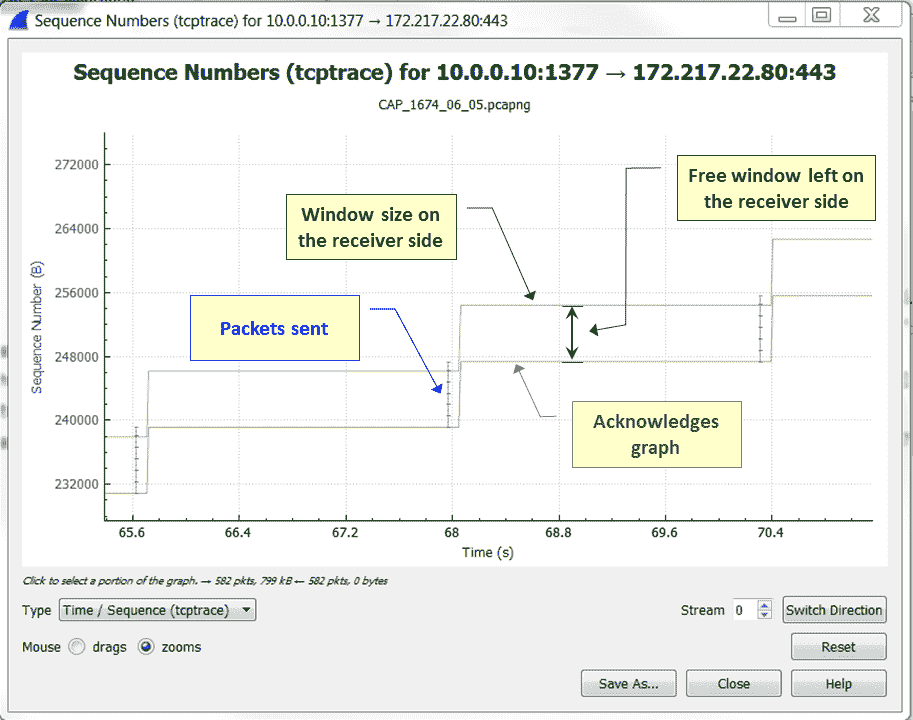 Sequence Numbers (tcptrace) for 10.0.0.10:1377 → 172.217.22.80:443
Sequence Numbers (tcptrace) for 10.0.0.10:1377 → 172.217.22.80:443
CAP_1674_06_05.pcapng
Sequence Number (B)
272000
264000
256000
248000
240000
232000
Free window left on
the receiver side
Window size on
the receiver side
Packets sent
Acknowledges
graph
65.6
66.4
67.2
68
68.8
69.6
70.4
Time (s)
Click to select a portion of the graph. → 582 pkts, 799 kB ← 582 pkts, 0 bytes
Type Time / Sequence (tcptrace) Stream 0 Switch Direction
Mouse drags zooms Reset
Save As... Close Help